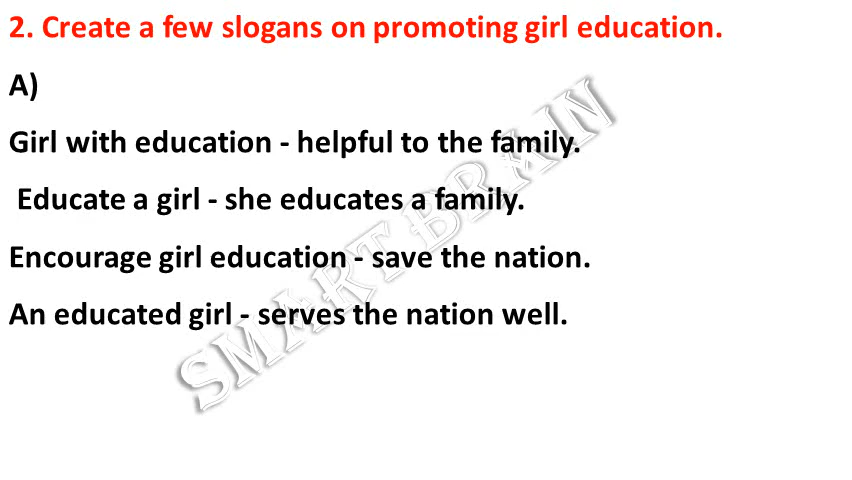 2. Create a few slogans on promoting girl education.
A)
Girl with education - helpful to the family.
Educate a girl - she educates a family.
Encourage girl education - save the nation.
An educated girl - serves the nation well.
SMART BRAIN